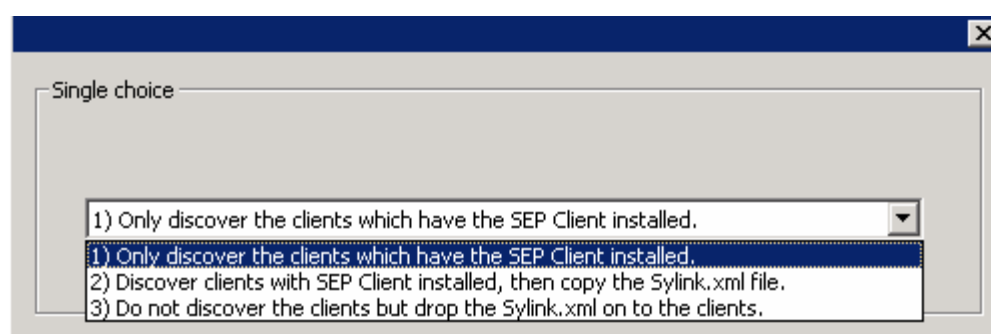 Single choice
1) Only discover the clients which have the SEP Client installed.
1) Only discover the clients which have the SEP Client installed.
2) Discover clients with SEP Client installed, then copy the Sylink.xml file.
3) Do not discover the clients but drop the Sylink.xml on to the clients.